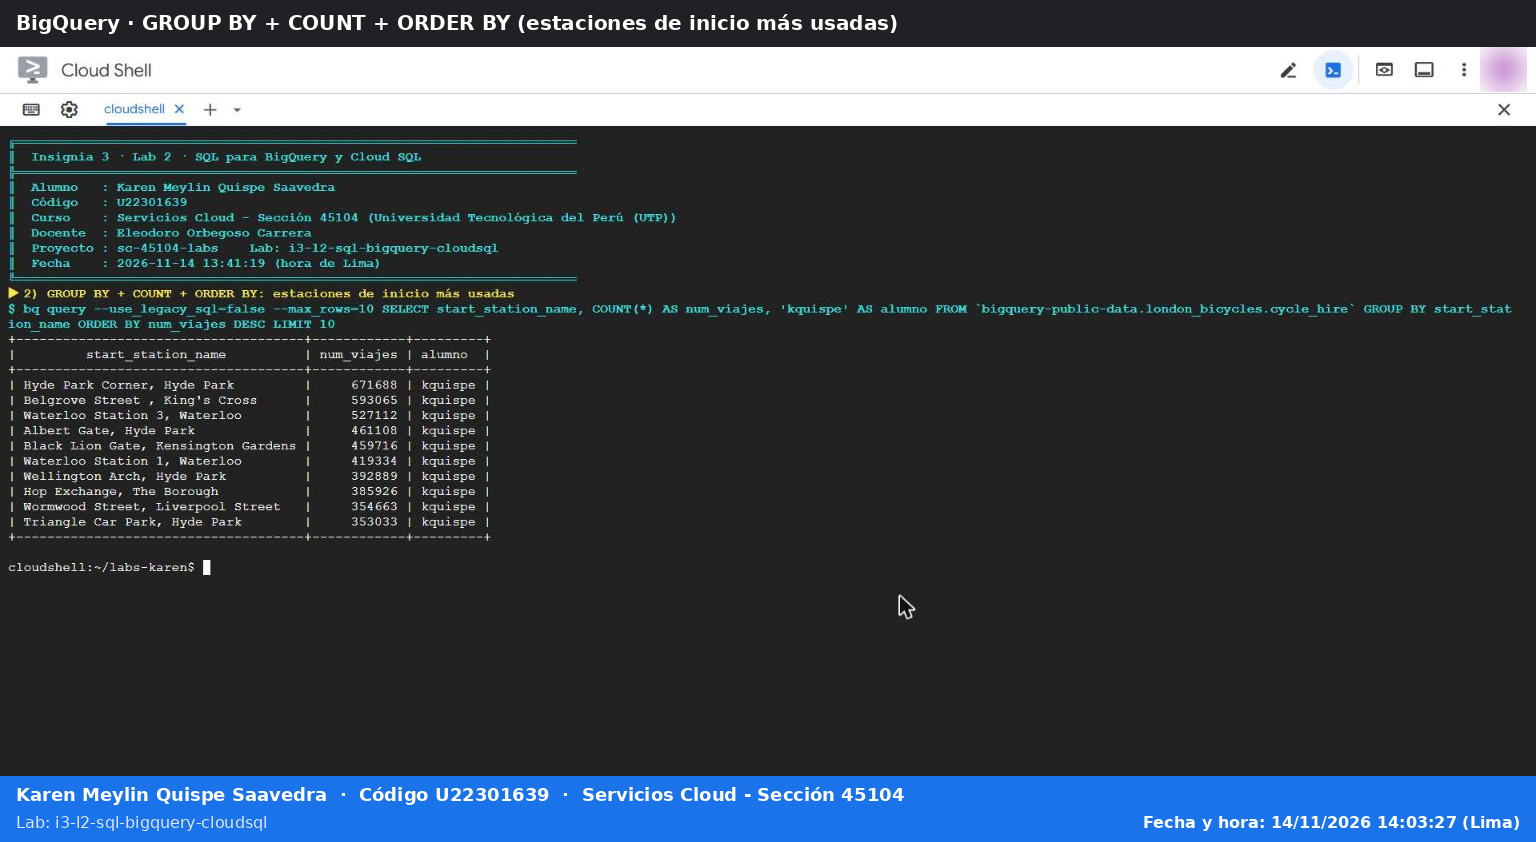 BigQuery · GROUP BY + COUNT + ORDER BY (estaciones de inicio más usadas)
Cloud Shell
cloudshell
Insignia 3 · Lab 2 · SQL para BigQuery y Cloud SQL
Alumno : Karen Meylin Quispe Saavedra
Código : U22301639
Curso : Servicios Cloud - Sección 45104 (Universidad Tecnológica del Perú (UTP))
Docente : Eleodoro Orbegoso Carrera
Proyecto : sc-45104-labs Lab: i3-l2-sql-bigquery-cloudsql
Fecha : 2026-11-14 13:41:19 (hora de Lima)
▶ 2) GROUP BY + COUNT + ORDER BY: estaciones de inicio más usadas
$ bq query --use_legacy_sql=false --max_rows=10 SELECT start_station_name, COUNT(*) AS num_viajes, 'kquispe' AS alumno FROM `bigquery-public-data.london_bicycles.cycle_hire` GROUP BY start_stat
ion_name ORDER BY num_viajes DESC LIMIT 10
+-------------------------------------+------------+---------+
| start_station_name | num_viajes | alumno |
+-------------------------------------+------------+---------+
| Hyde Park Corner, Hyde Park | 671688 | kquispe |
| Belgrove Street , King's Cross | 593065 | kquispe |
| Waterloo Station 3, Waterloo | 527112 | kquispe |
| Albert Gate, Hyde Park | 461108 | kquispe |
| Black Lion Gate, Kensington Gardens | 459716 | kquispe |
| Waterloo Station 1, Waterloo | 419334 | kquispe |
| Wellington Arch, Hyde Park | 392889 | kquispe |
| Hop Exchange, The Borough | 385926 | kquispe |
| Wormwood Street, Liverpool Street | 354663 | kquispe |
| Triangle Car Park, Hyde Park | 353033 | kquispe |
+-------------------------------------+------------+---------+
cloudshell:~/labs-karen$
Karen Meylin Quispe Saavedra · Código U22301639 · Servicios Cloud - Sección 45104
Lab: i3-l2-sql-bigquery-cloudsql
Fecha y hora: 14/11/2026 14:03:27 (Lima)